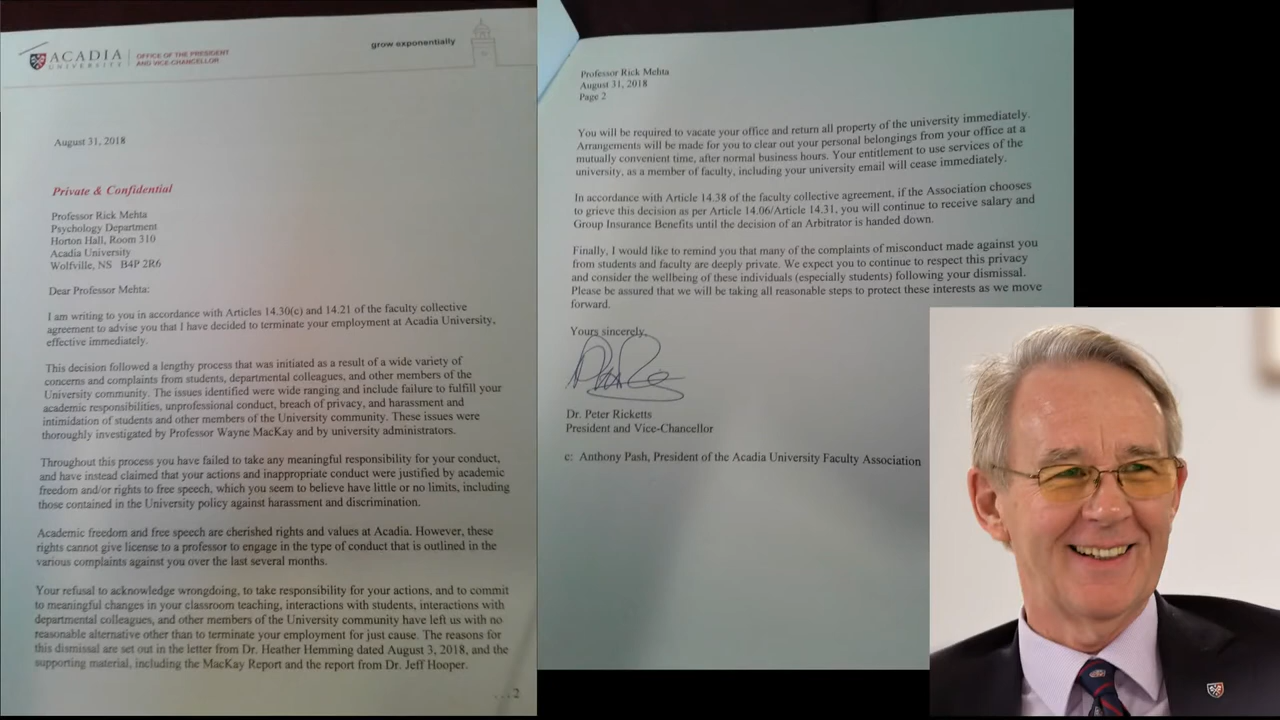 ACADIA
UNIVERSITY
OFFICE OF THE PRESIDENT
AND VICE-CHANCELLOR
grow exponentially
August 31, 2018
Private & Confidential
Professor Rick Mehta
Psychology Department
Horton Hall, Room 310
Acadia University
Wolfville, NS B4P 2R6
Dear Professor Mehta:
I am writing to you in accordance with Articles 14.30(c) and 14.21 of the faculty collective
agreement to advise you that I have decided to terminate your employment at Acadia University,
effective immediately.
This decision followed a lengthy process that was initiated as a result of a wide variety of
concerns and complaints from students, departmental colleagues, and other members of the
University community. The issues identified were wide ranging and include failure to fulfill your
academic responsibilities, unprofessional conduct, breach of privacy, and harassment and
intimidation of students and other members of the University community. These issues were
thoroughly investigated by Professor Wayne MacKay and by university administrators.
Throughout this process you have failed to take any meaningful responsibility for your conduct,
and have instead claimed that your actions and inappropriate conduct were justified by academic
freedom and/or rights to free speech, which you seem to believe have little or no limits, including
those contained in the University policy against harassment and discrimination.
Academic freedom and free speech are cherished rights and values at Acadia. However, these
rights cannot give license to a professor to engage in the type of conduct that is outlined in the
various complaints against you over the last several months.
Your refusal to acknowledge wrongdoing, to take responsibility for your actions, and to commit
to meaningful changes in your classroom teaching, interactions with students, interactions with
departmental colleagues, and other members of the University community have left us with no
reasonable alternative other than to terminate your employment for just cause. The reasons for
this dismissal are set out in the letter from Dr. Heather Hemming dated August 3, 2018, and the
supporting material, including the MacKay Report and the report from Dr. Jeff Hooper.
. . . 2
Professor Rick Mehta
August 31, 2018
Page 2
You will be required to vacate your office and return all property of the university immediately.
Arrangements will be made for you to clear out your personal belongings from your office at a
mutually convenient time, after normal business hours. Your entitlement to use services of the
university, as a member of faculty, including your university email will cease immediately.
In accordance with Article 14.38 of the faculty collective agreement, if the Association chooses
to grieve this decision as per Article 14.06/Article 14.31, you will continue to receive salary and
Group Insurance Benefits until the decision of an Arbitrator is handed down.
Finally, I would like to remind you that many of the complaints of misconduct made against you
from students and faculty are deeply private. We expect you to continue to respect this privacy
and consider the wellbeing of these individuals (especially students) following your dismissal.
Please be assured that we will be taking all reasonable steps to protect these interests as we move
forward.
Yours sincerely,
Dr. Peter Ricketts
President and Vice-Chancellor
c: Anthony Pash, President of the Acadia University Faculty Association